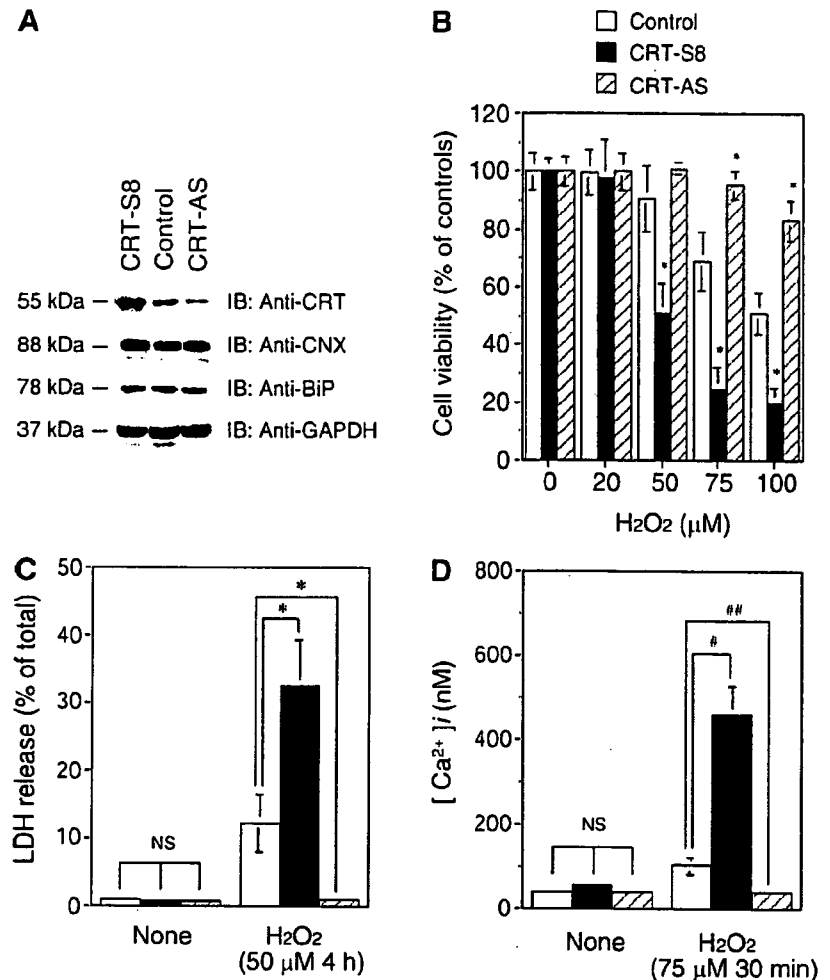 A
CRT-S8
Control
CRT-AS
55 kDa
IB: Anti-CRT
88 kDa
IB: Anti-CNX
78 kDa
IB: Anti-BiP
37 kDa
IB: Anti-GAPDH
B
Control
CRT-S8
CRT-AS
Cell viability (% of controls)
120
100
80
60
40
20
0
* * * * *
0 20 50 75 100
H2O2 (µM)
C
LDH release (% of total)
50
40
30
20
10
0
NS
*
*
None
H2O2
(50 µM 4 h)
D
[ Ca2+ ]i (nM)
800
600
400
200
0
NS
##
#
None
H2O2
(75 µM 30 min)